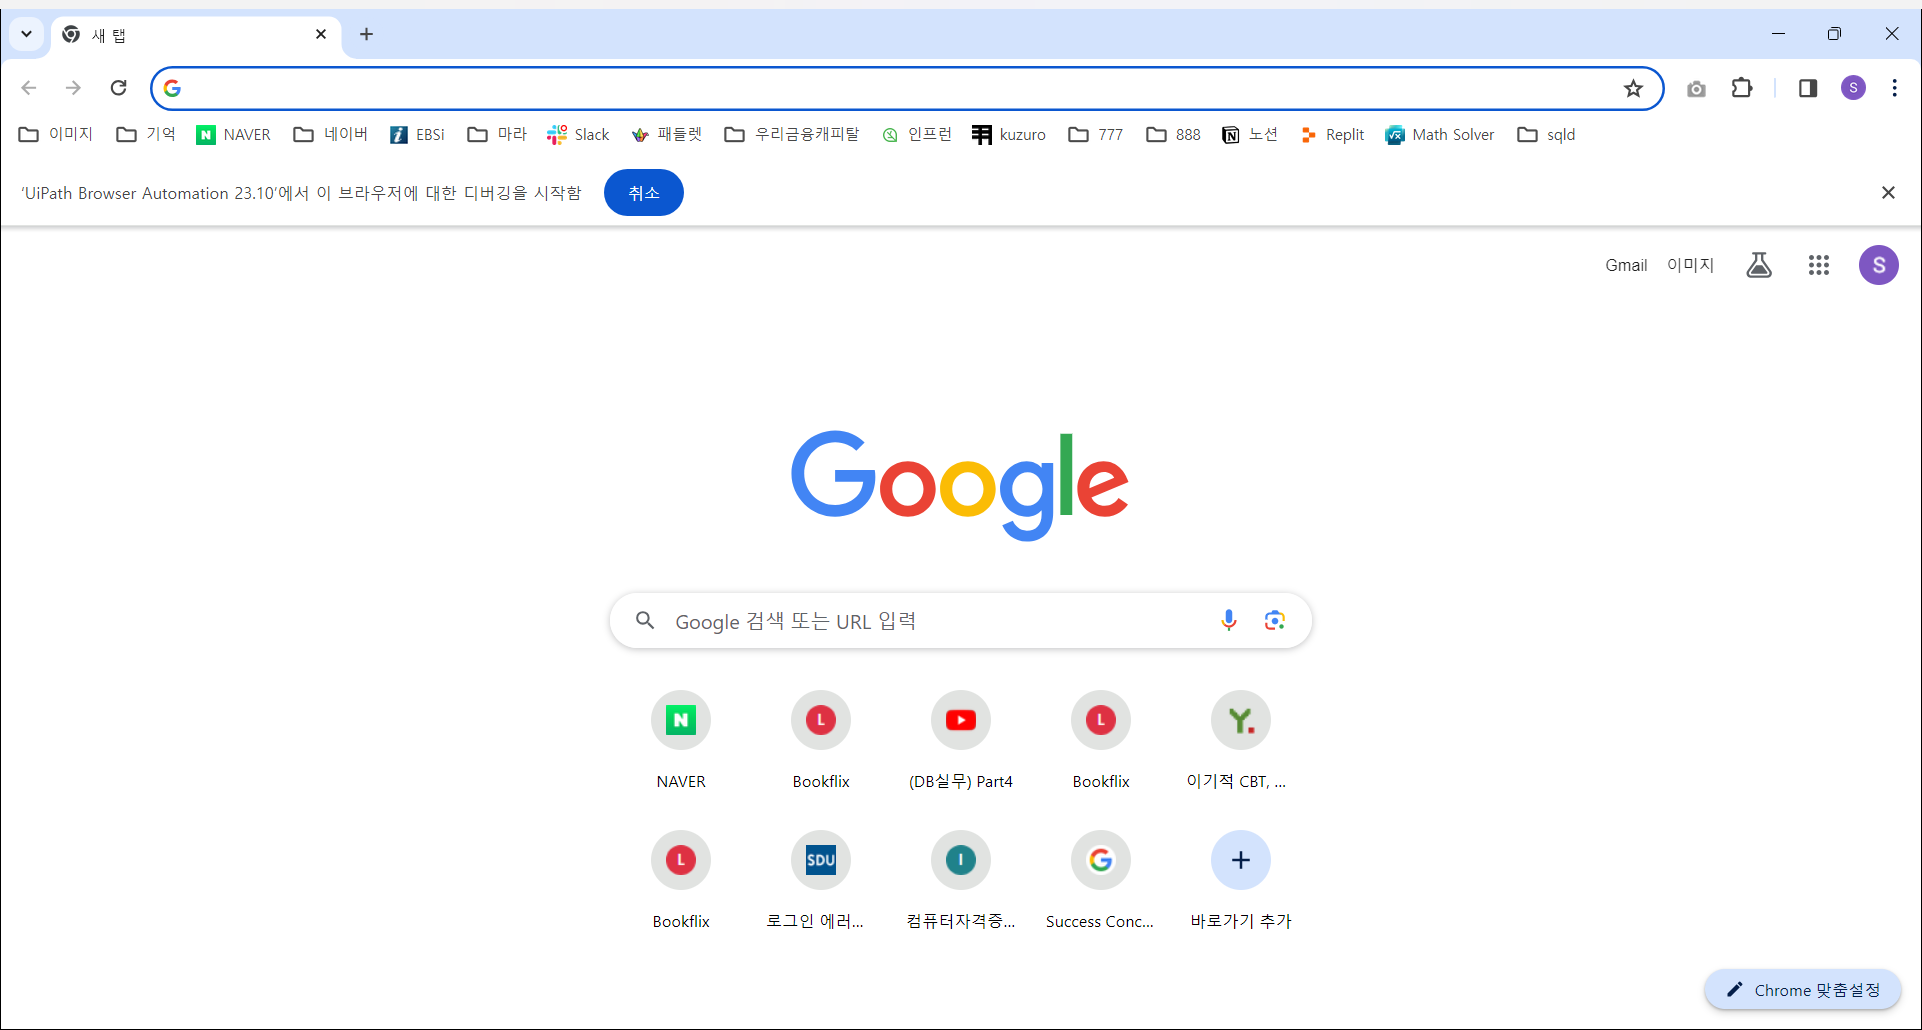 새 탭
S
이미지 기억 NAVER 네이버 EBSi 마라 Slack 패들렛 우리금융캐피탈 인프런 kuzuro 777 888 노션 Replit Math Solver sqld
'UiPath Browser Automation 23.10'에서 이 브라우저에 대한 디버깅을 시작함 취소
Gmail 이미지 S
Google
Google 검색 또는 URL 입력
N L L Y.
NAVER Bookflix (DB실무) Part4 Bookflix 이기적 CBT, ...
L SDU I G
Bookflix 로그인 에러... 컴퓨터자격증... Success Conc... 바로가기 추가
Chrome 맞춤설정